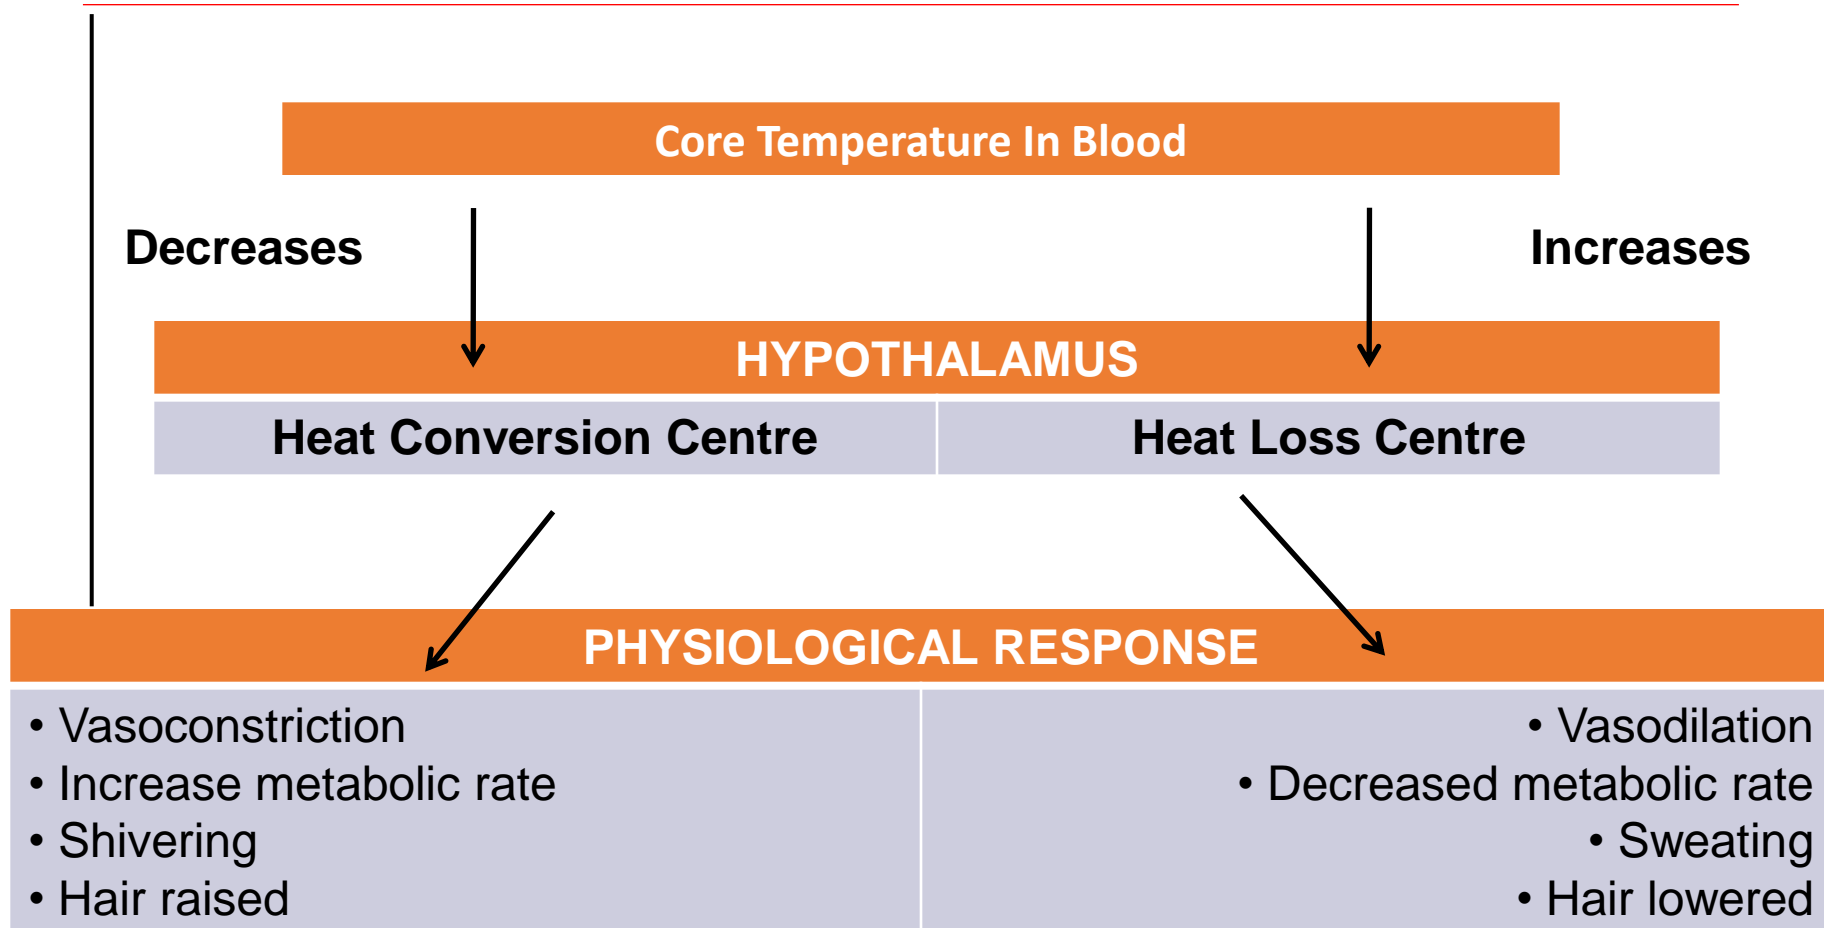 Core Temperature In Blood
Decreases
Increases
HYPOTHALAMUS
Heat Conversion Centre
Heat Loss Centre
PHYSIOLOGICAL RESPONSE
• Vasoconstriction
• Increase metabolic rate
• Shivering
• Hair raised
• Vasodilation
• Decreased metabolic rate
• Sweating
• Hair lowered